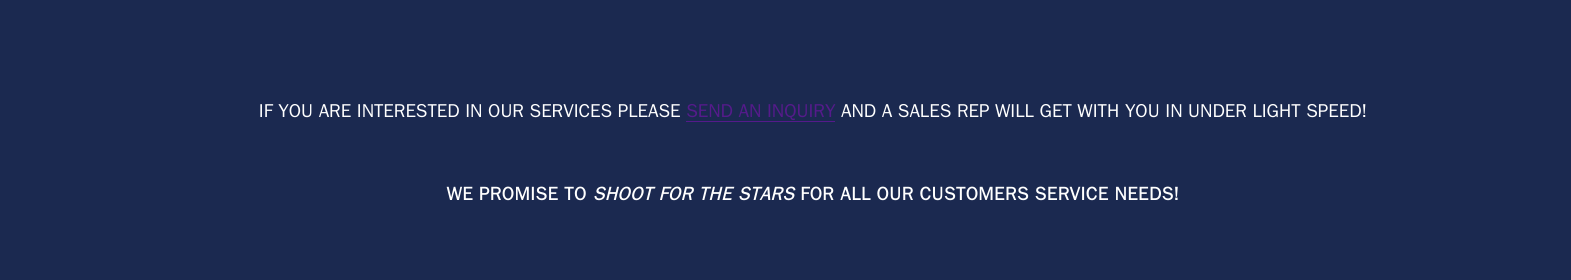 IF YOU ARE INTERESTED IN OUR SERVICES PLEASE SEND AN INQUIRY AND A SALES REP WILL GET WITH YOU IN UNDER LIGHT SPEED!
WE PROMISE TO SHOOT FOR THE STARS FOR ALL OUR CUSTOMERS SERVICE NEEDS!